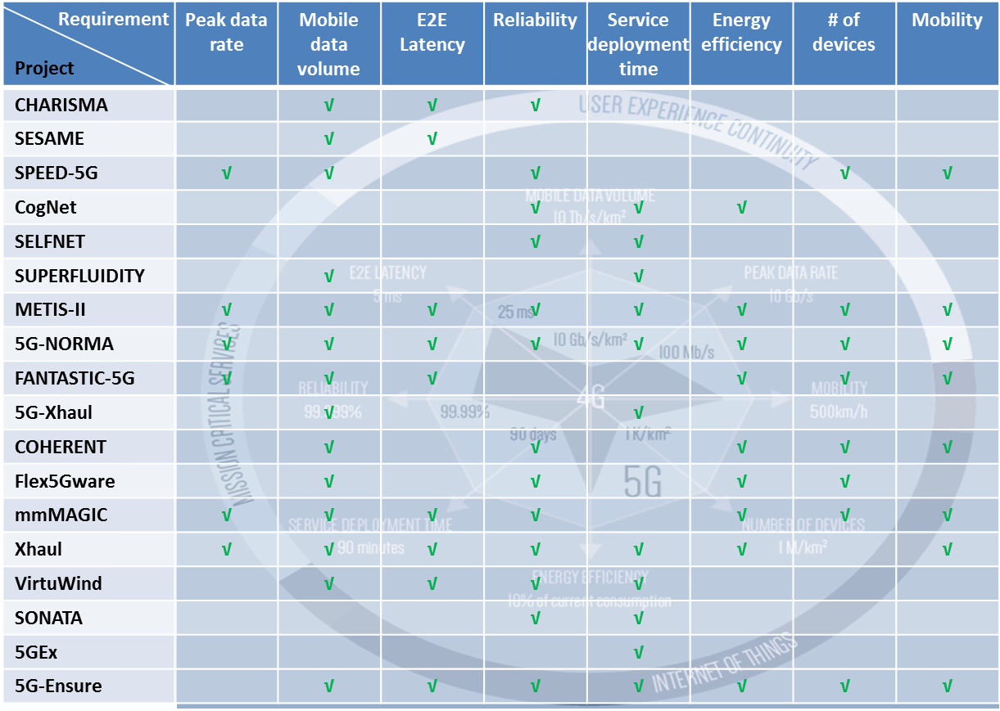 Requirement
Project
Peak data
rate
Mobile
data
volume
E2E
Latency
Reliability
Service
deployment
time
Energy
efficiency
# of
devices
Mobility
CHARISMA √ √ √
SESAME √ √
SPEED-5G √ √ √ √ √
CogNet √ √ √
SELFNET √ √
SUPERFLUIDITY √ √
METIS-II √ √ √ √ √ √ √ √
5G-NORMA √ √ √ √ √ √ √ √
FANTASTIC-5G √ √ √ √ √ √
5G-Xhaul √ √
COHERENT √ √ √ √ √
Flex5Gware √ √ √ √
mmMAGIC √ √ √ √ √ √ √
Xhaul √ √ √ √ √ √ √
VirtuWind √ √ √ √
SONATA √ √
5GEx √
5G-Ensure √ √ √ √ √ √ √
USER EXPERIENCE CONTINUITY
MOBILE DATA VOLUME
10 Tb/s/km²
E2E LATENCY
5 ms
PEAK DATA RATE
10 Gb/s
25 ms
10 Gb/s/km²
100 Mb/s
MISSION CRITICAL SERVICES
RELIABILITY
99.999%
99.99%
4G
MOBILITY
500km/h
90 days
1 K/km²
5G
SERVICE DEPLOYMENT TIME
90 minutes
NUMBER OF DEVICES
1 M/km²
ENERGY EFFICIENCY
10% of current consumption
INTERNET OF THINGS